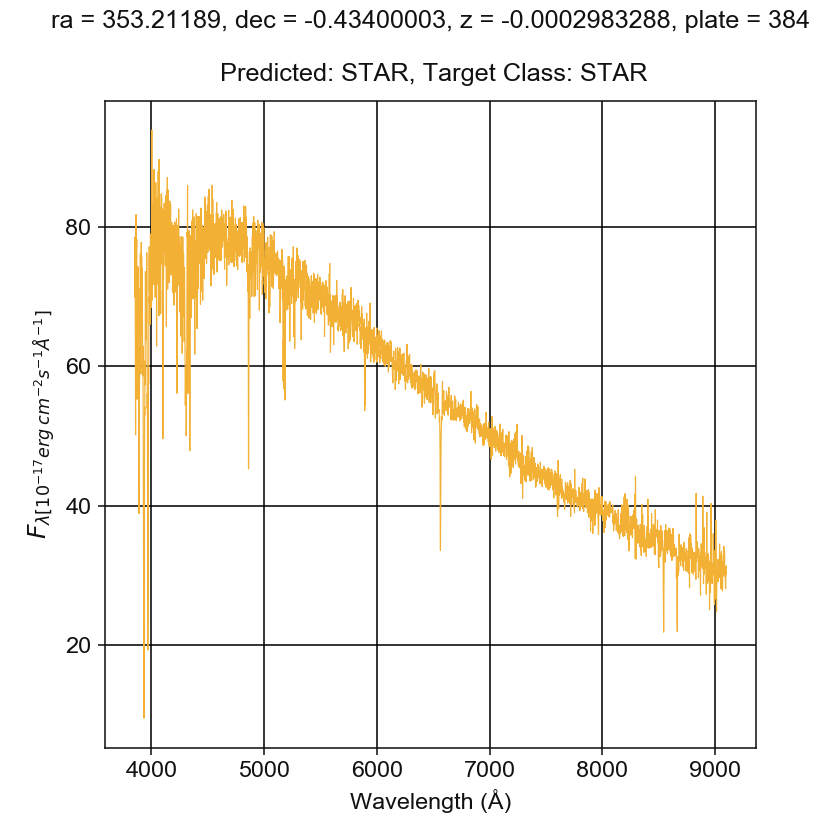 ra = 353.21189, dec = -0.43400003, z = -0.0002983288, plate = 384
Predicted: STAR, Target Class: STAR
80
60
40
20
F_λ[10^{-17} erg cm^{-2} s^{-1} Å^{-1}]
4000 5000 6000 7000 8000 9000
Wavelength (Å)